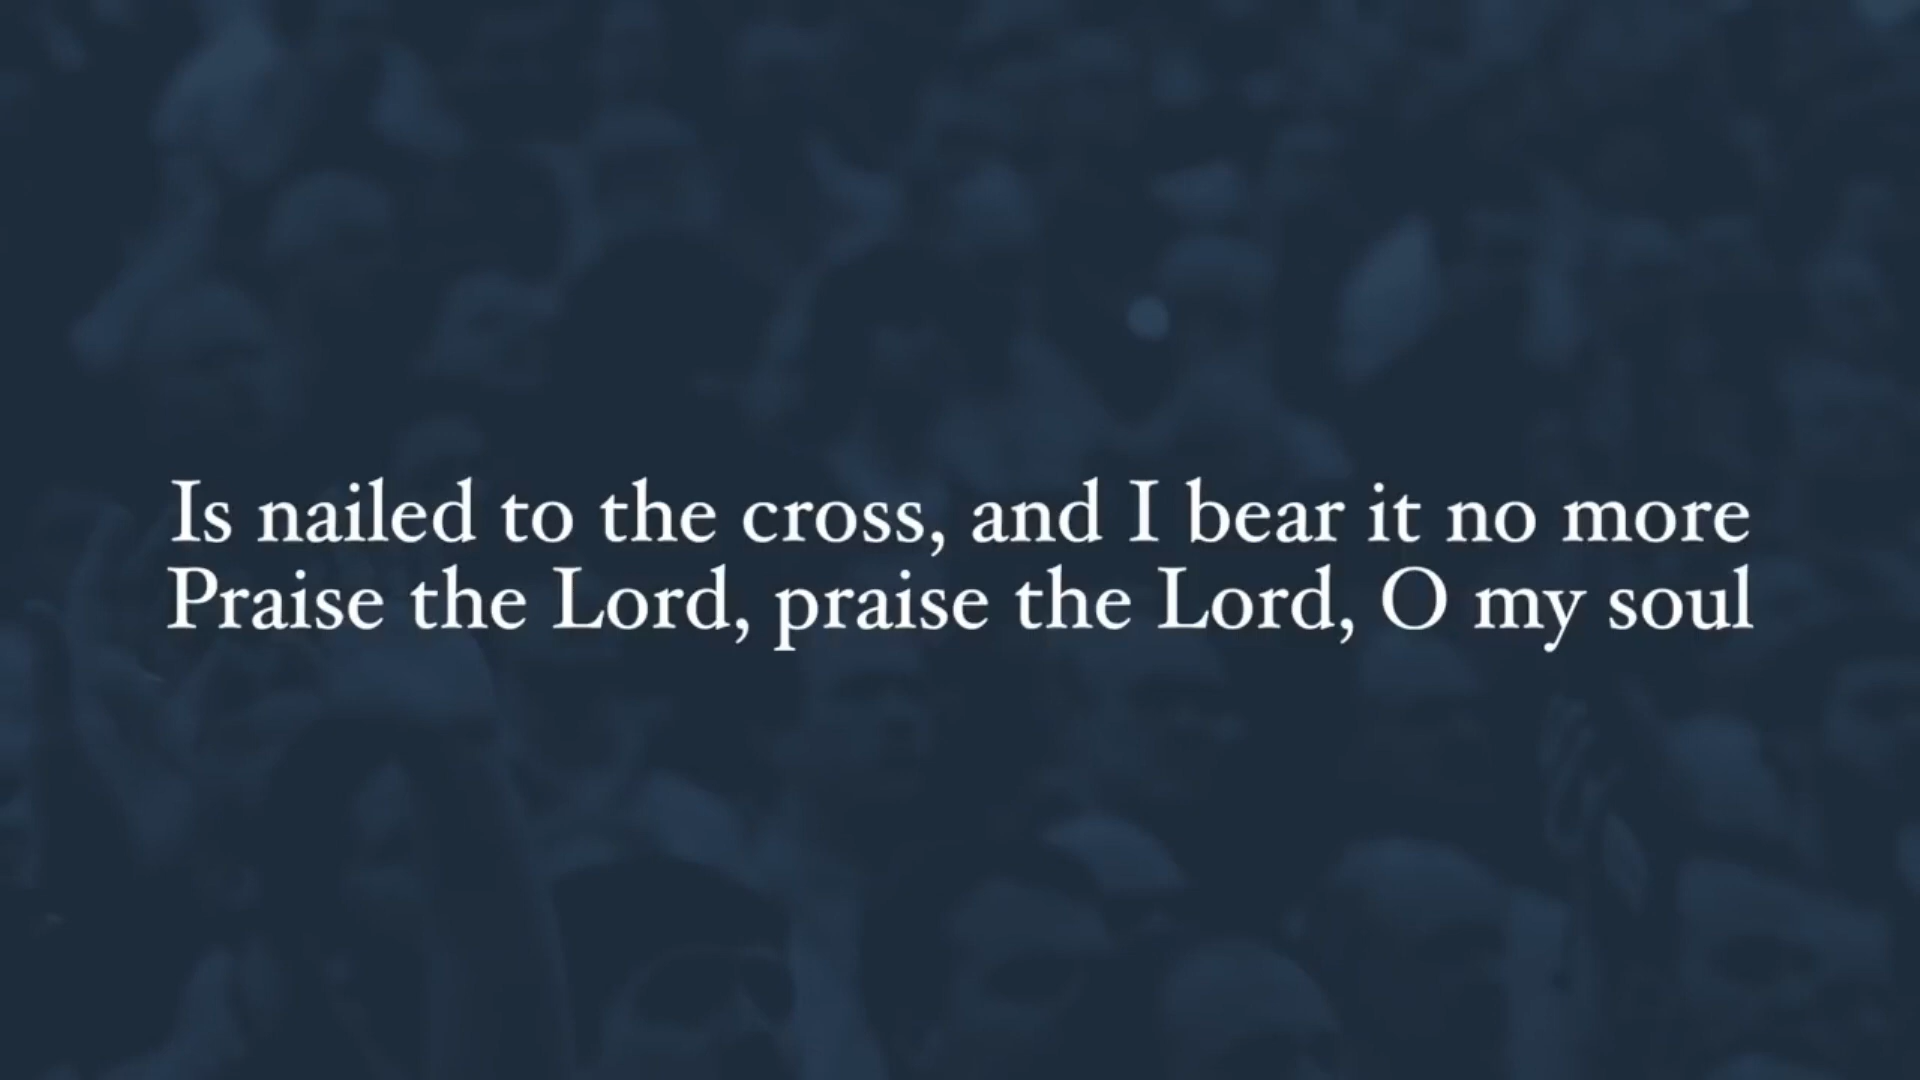 Is nailed to the cross, and I bear it no more
Praise the Lord, praise the Lord, O my soul